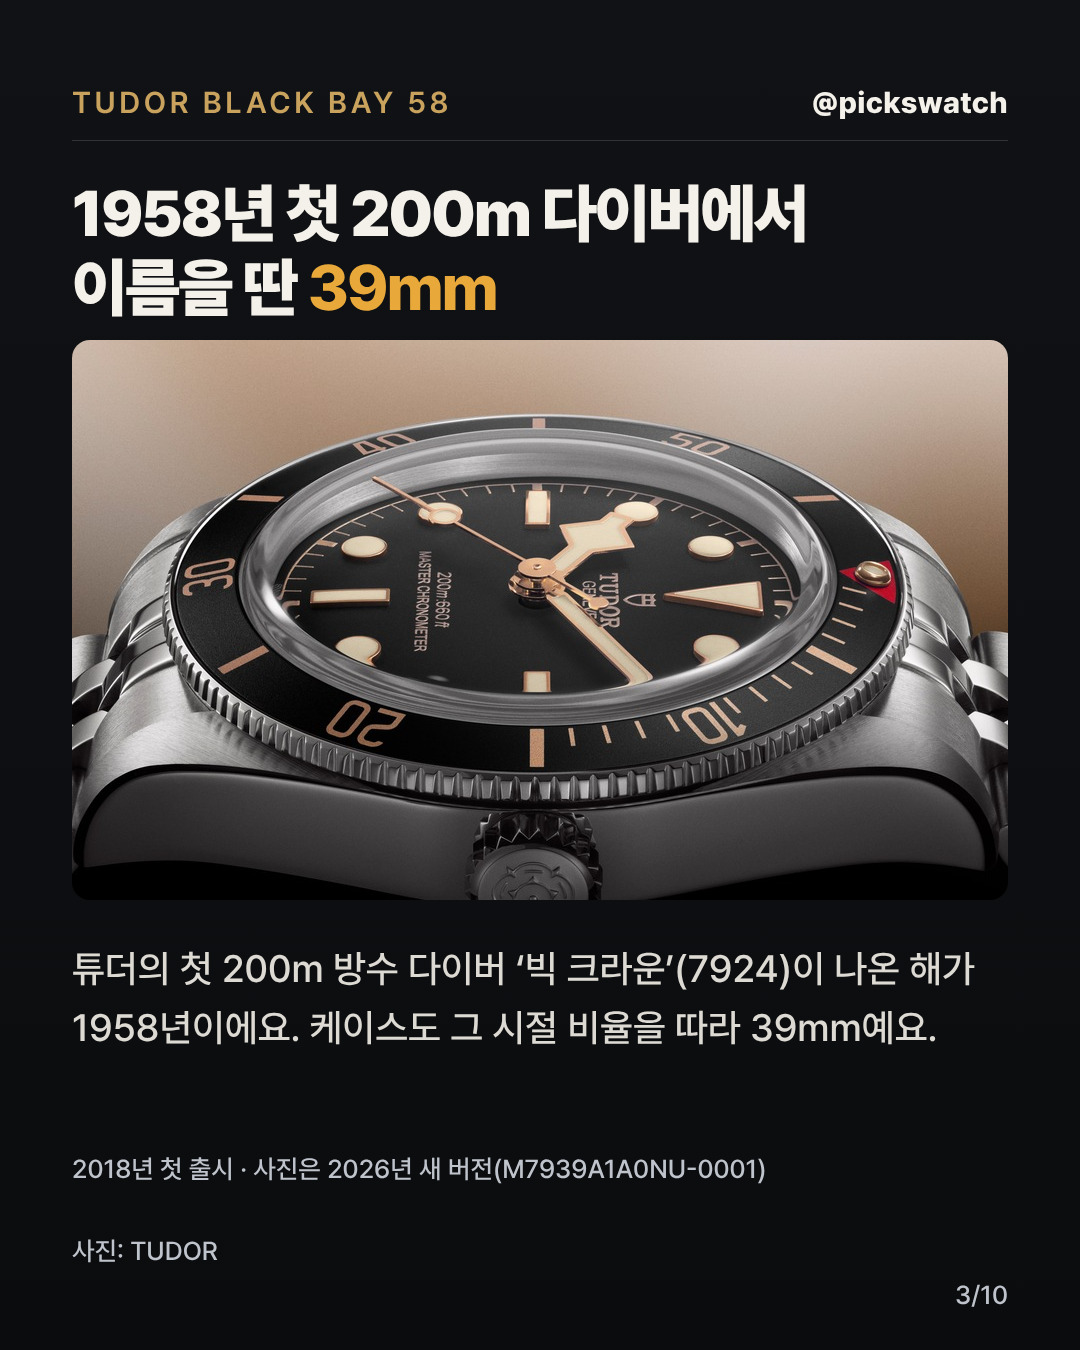 TUDOR BLACK BAY 58
@pickswatch
1958년 첫 200m 다이버에서
이름을 딴 39mm
40
50
30
200m:660ft
MASTER CHRONOMETER
TUDOR
GENEVE
20
10
튜더의 첫 200m 방수 다이버 ‘빅 크라운’(7924)이 나온 해가
1958년이에요. 케이스도 그 시절 비율을 따라 39mm예요.
2018년 첫 출시 · 사진은 2026년 새 버전(M7939A1A0NU-0001)
사진: TUDOR
3/10